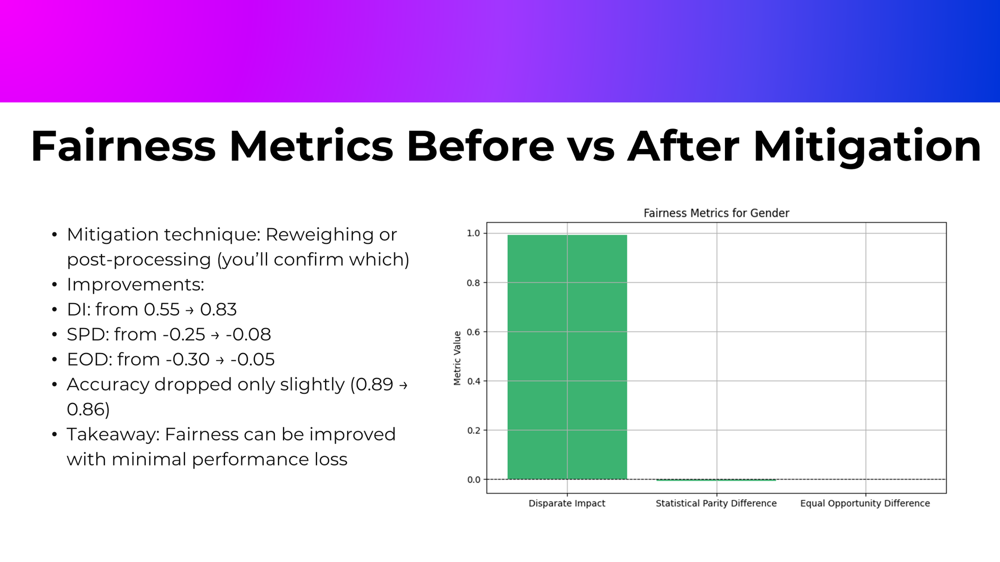 Fairness Metrics Before vs After Mitigation
• Mitigation technique: Reweighing or
post-processing (you’ll confirm which)
• Improvements:
• DI: from 0.55 → 0.83
• SPD: from -0.25 → -0.08
• EOD: from -0.30 → -0.05
• Accuracy dropped only slightly (0.89 →
0.86)
• Takeaway: Fairness can be improved
with minimal performance loss
Fairness Metrics for Gender
Metric Value
1.0
0.8
0.6
0.4
0.2
0.0
Disparate Impact
Statistical Parity Difference
Equal Opportunity Difference